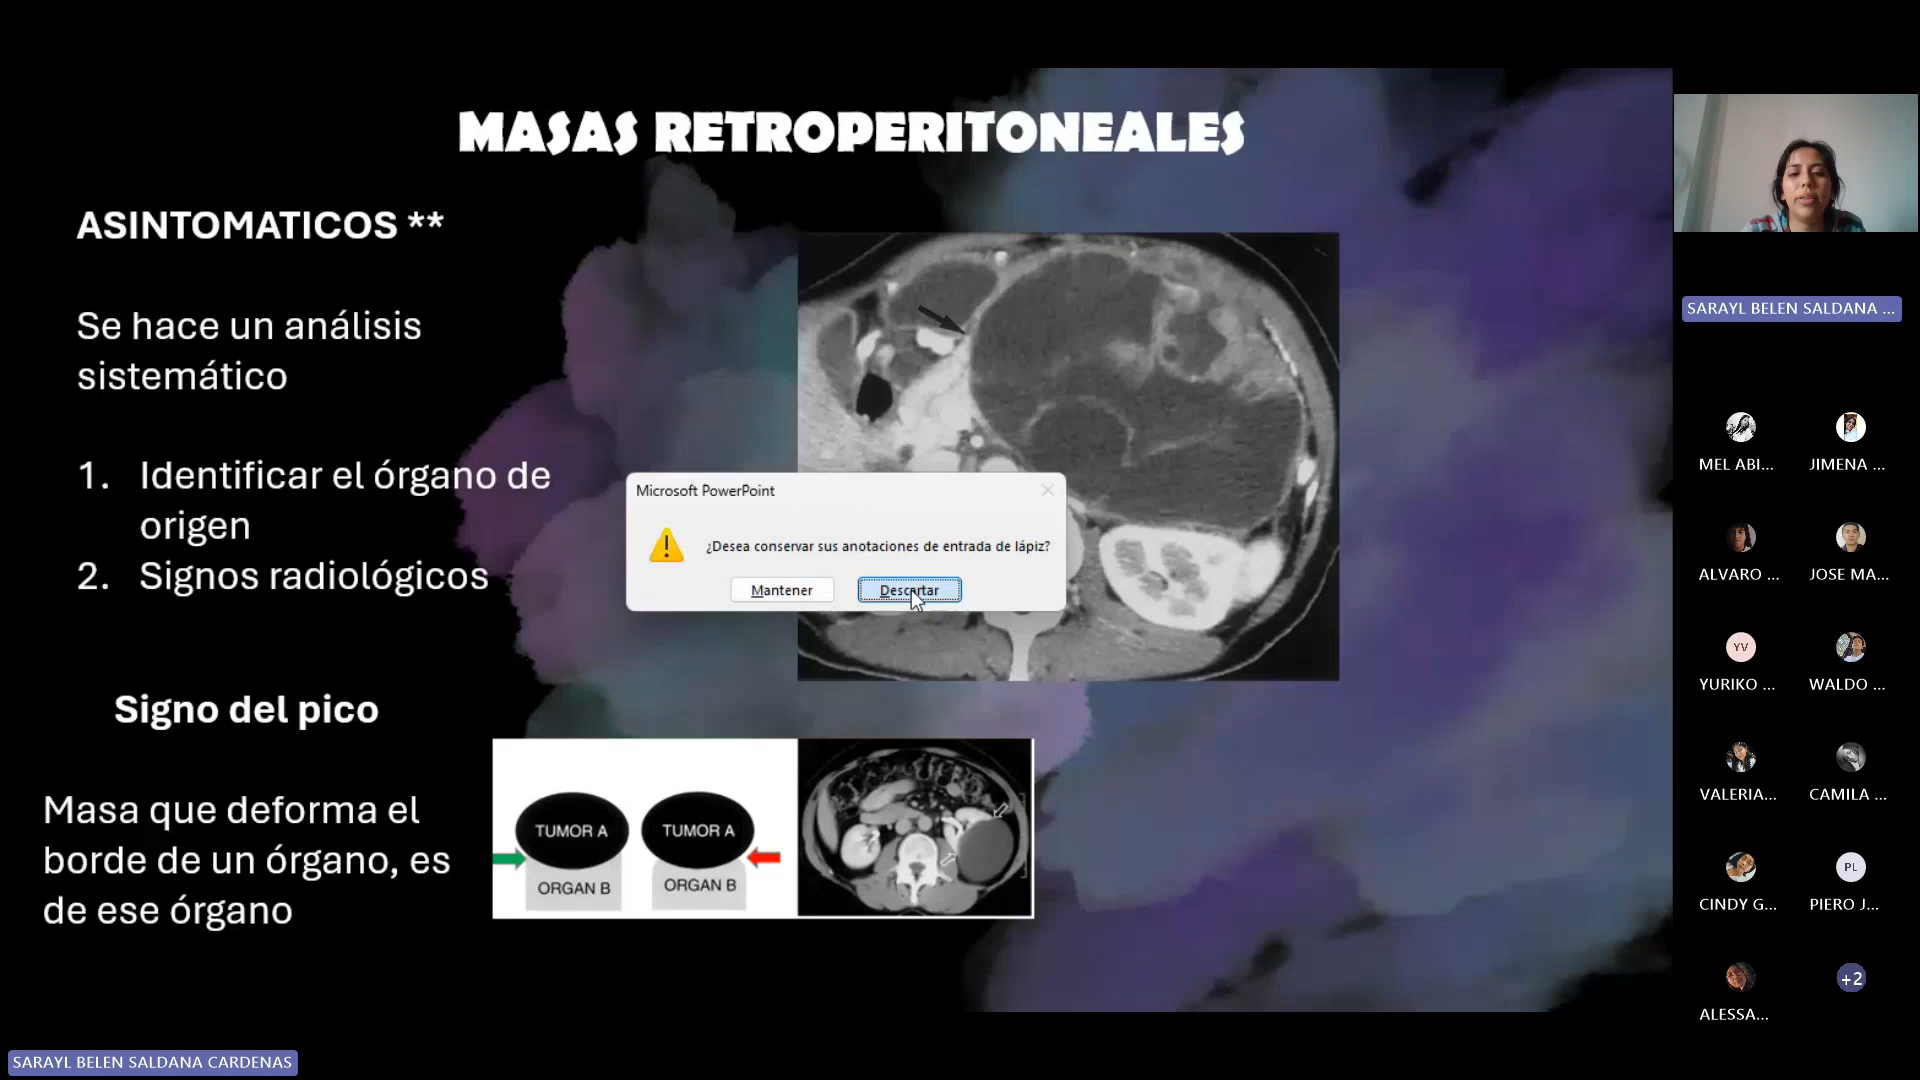 MASAS RETROPERITONEALES
ASINTOMATICOS **
Se hace un análisis
sistemático
1. Identificar el órgano de
origen
2. Signos radiológicos
Microsoft PowerPoint
¿Desea conservar sus anotaciones de entrada de lápiz?
Mantener
Descartar
Signo del pico
Masa que deforma el
borde de un órgano, es
de ese órgano
TUMOR A
TUMOR A
ORGAN B
ORGAN B
SARAYL BELEN SALDANA ...
MEL ABI...
JIMENA ...
ALVARO ...
JOSE MA...
YV
YURIKO ...
WALDO ...
VALERIA...
CAMILA ...
CINDY G...
PL
PIERO J...
ALESSA...
+2
SARAYL BELEN SALDANA CARDENAS